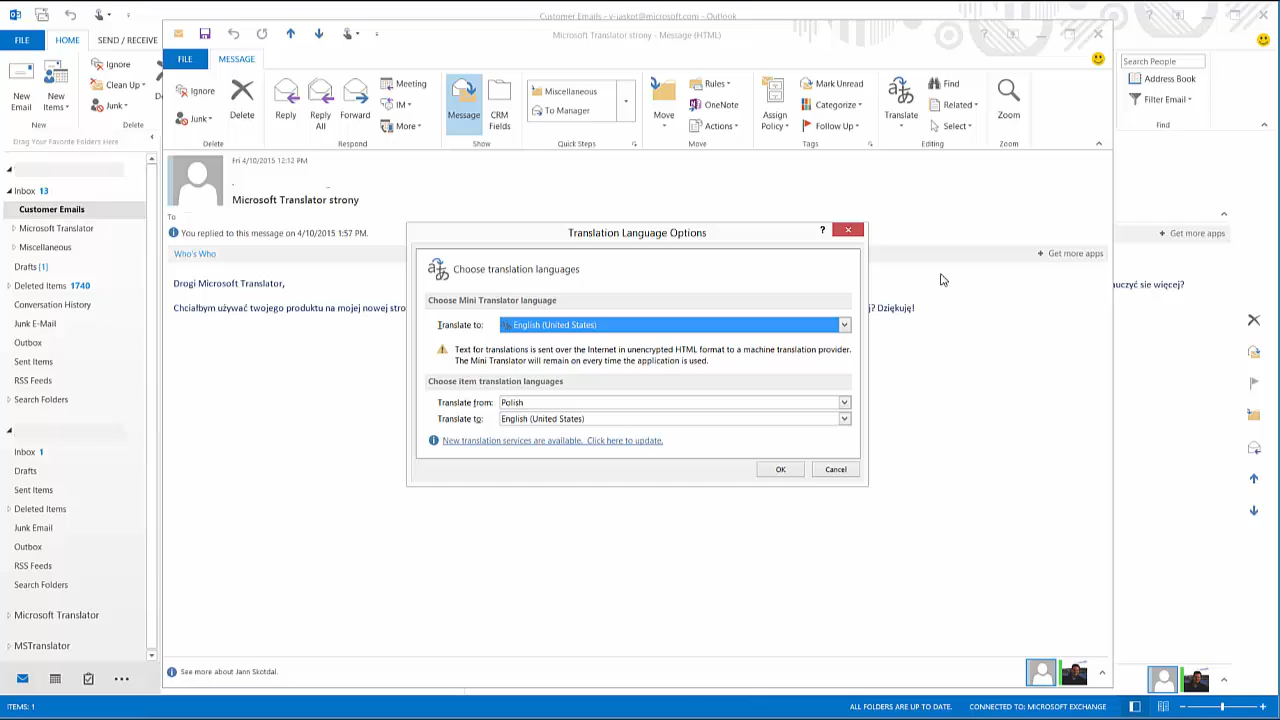 Customer Emails - v-jaskot@microsoft.com - Outlook
Microsoft Translator strony - Message (HTML)
FILE
HOME
SEND / RECEIVE
FILE
MESSAGE
New Email
New Items
New
Ignore
Clean Up
Junk
Delete
Ignore
Junk
Delete
Delete
Reply
Reply All
Forward
Meeting
IM
More
Respond
Message
CRM Fields
Show
Miscellaneous
To Manager
Quick Steps
Move
Rules
OneNote
Actions
Move
Assign Policy
Mark Unread
Categorize
Follow Up
Tags
Translate
Find
Related
Select
Editing
Zoom
Zoom
Search People
Address Book
Filter Email
Find
Drag Your Favorite Folders Here
Inbox 13
Customer Emails
Microsoft Translator
Miscellaneous
Drafts [1]
Deleted Items 1740
Conversation History
Junk E-Mail
Outbox
Sent Items
RSS Feeds
Search Folders
Inbox 1
Drafts
Sent Items
Deleted Items
Junk Email
Outbox
RSS Feeds
Search Folders
Microsoft Translator
MSTranslator
Fri 4/10/2015 12:12 PM
Microsoft Translator strony
To
You replied to this message on 4/10/2015 1:57 PM.
Who's Who
+ Get more apps
+ Get more apps
Drogi Microsoft Translator,
Chciałbym używać twojego produktu na mojej nowej stro
j? Dziękuję!
uczyć sie więcej?
Translation Language Options
?
Choose translation languages
Choose Mini Translator language
Translate to: English (United States)
Text for translations is sent over the Internet in unencrypted HTML format to a machine translation provider.
The Mini Translator will remain on every time the application is used.
Choose item translation languages
Translate from: Polish
Translate to: English (United States)
New translation services are available. Click here to update.
OK
Cancel
See more about Jann Skotdal.
ITEMS: 1
ALL FOLDERS ARE UP TO DATE.
CONNECTED TO: MICROSOFT EXCHANGE